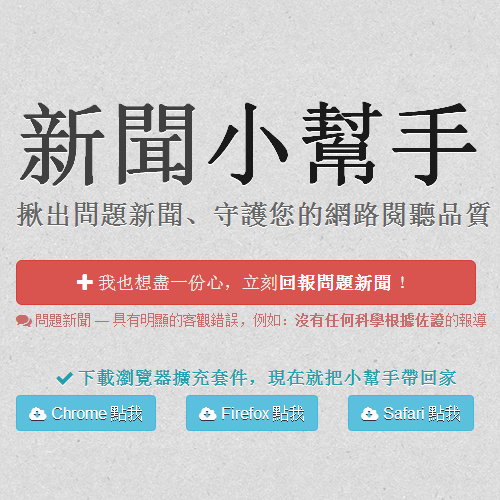 新聞小幫手
揪出問題新聞、守護您的網路閱聽品質
我也想盡一份心，立刻回報問題新聞！
問題新聞 — 具有明顯的客觀錯誤，例如：沒有任何科學根據佐證的報導
下載瀏覽器擴充套件，現在就把小幫手帶回家
Chrome 點我
Firefox 點我
Safari 點我